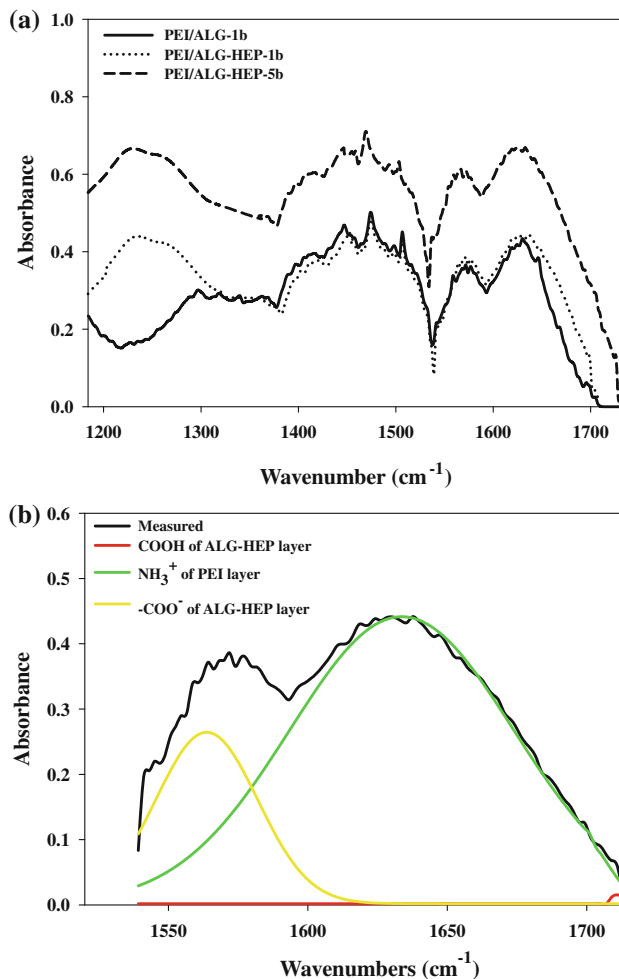 (a)
PEI/ALG-1b
PEI/ALG-HEP-1b
PEI/ALG-HEP-5b
1.0
0.8
0.6
0.4
0.2
0.0
Absorbance
1200 1300 1400 1500 1600 1700
Wavenumber (cm⁻¹)
(b)
Measured
COOH of ALG-HEP layer
NH₃⁺ of PEI layer
-COO⁻ of ALG-HEP layer
0.6
0.5
0.4
0.3
0.2
0.1
0.0
Absorbance
1550 1600 1650 1700
Wavenumbers (cm⁻¹)